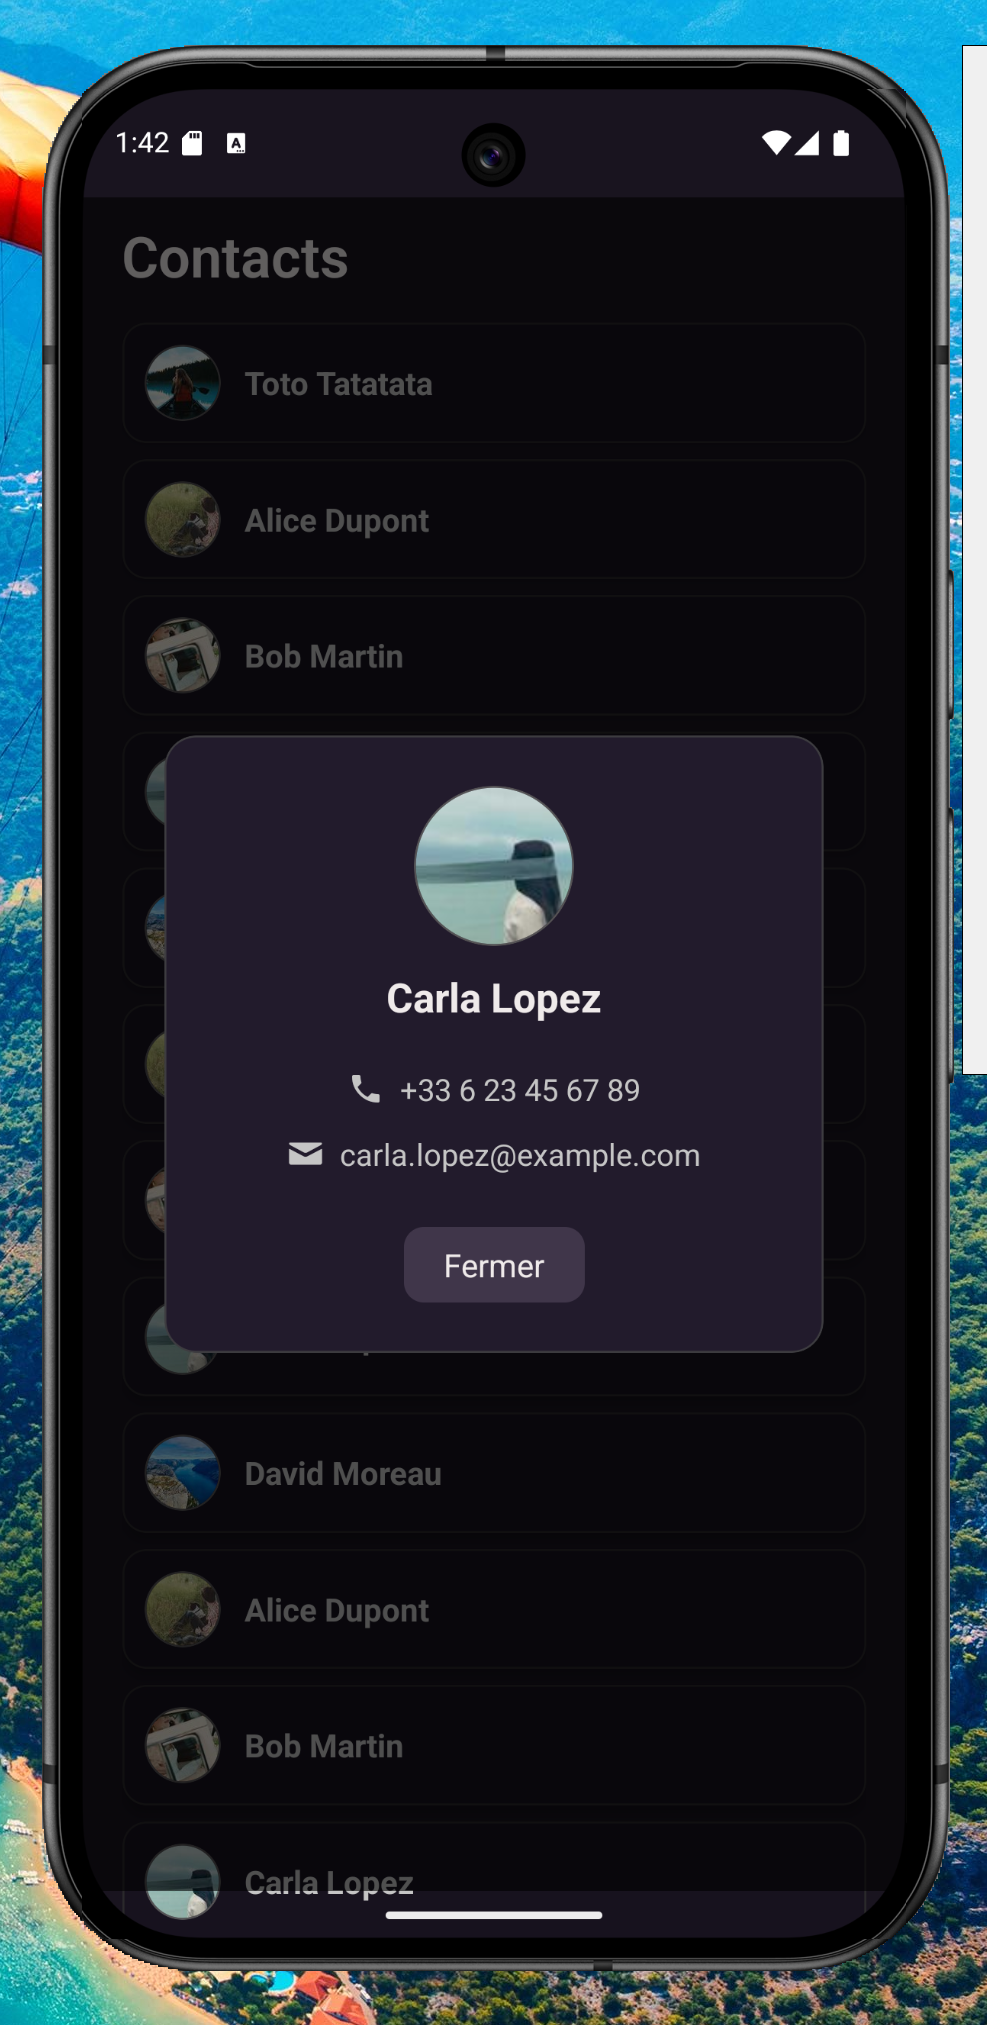 1:42
Contacts
Toto Tatatata
Alice Dupont
Bob Martin
Carla Lopez
+33 6 23 45 67 89
carla.lopez@example.com
Fermer
David Moreau
Alice Dupont
Bob Martin
Carla Lopez